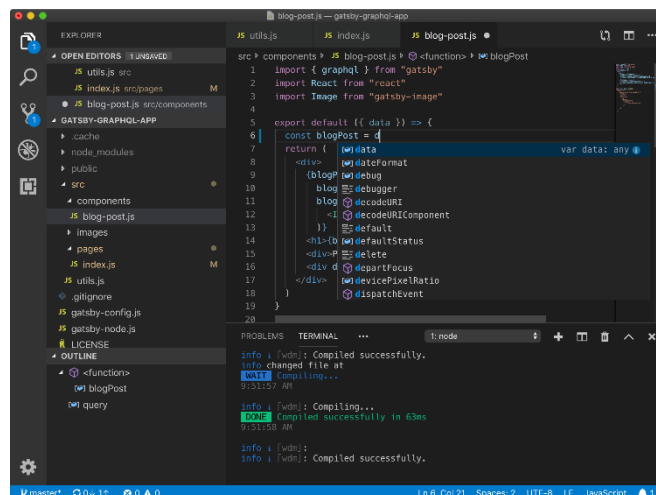 blog-post.js — gatsby-graphql-app
EXPLORER
OPEN EDITORS 1 UNSAVED
JS utils.js src
JS index.js src/pages M
JS blog-post.js src/components
GATSBY-GRAPHQL-APP
.cache
node_modules
public
src
components
JS blog-post.js
images
pages
JS index.js M
JS utils.js
.gitignore
JS gatsby-config.js
JS gatsby-node.js
LICENSE
OUTLINE
<function>
blogPost
query
JS utils.js JS index.js JS blog-post.js
src components JS blog-post.js <function> blogPost
1 import { graphql } from "gatsby"
2 import React from "react"
3 import Image from "gatsby-image"
4
5 export default ({ data }) => {
6 const blogPost = d
7 return (
8 <div>
9 {blogP
10 blog
11 blog
12 <I
13 )}
14 <h1>{b
15 <div>P
16 <div d
17 </div>
18 )
19 }
20
data var data: any
dateFormat
debug
debugger
decodeURI
decodeURIComponent
default
defaultStatus
delete
departFocus
devicePixelRatio
dispatchEvent
PROBLEMS TERMINAL ... 1: node
info i [wdm]: Compiled successfully.
info changed file at
WAIT Compiling...
9:51:57 AM
info i [wdm]: Compiling...
DONE Compiled successfully in 63ms
9:51:58 AM
info i [wdm]:
info i [wdm]: Compiled successfully.
master* 0↓ 1↑ 0 0 Ln 6, Col 21 Spaces: 2 UTF-8 LF JavaScript 1